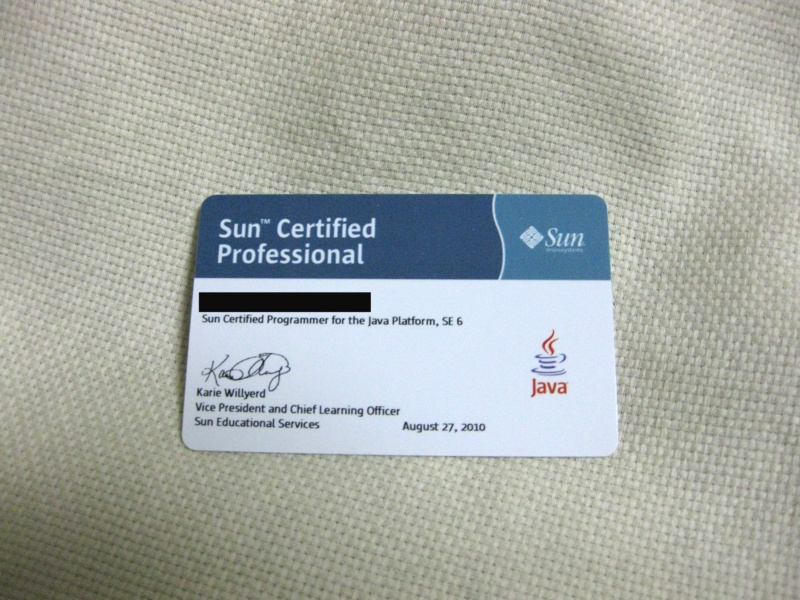 Sun™ Certified
Professional
Sun
microsystems
Sun Certified Programmer for the Java Platform, SE 6
Java
Karie Willyerd
Vice President and Chief Learning Officer
Sun Educational Services
August 27, 2010